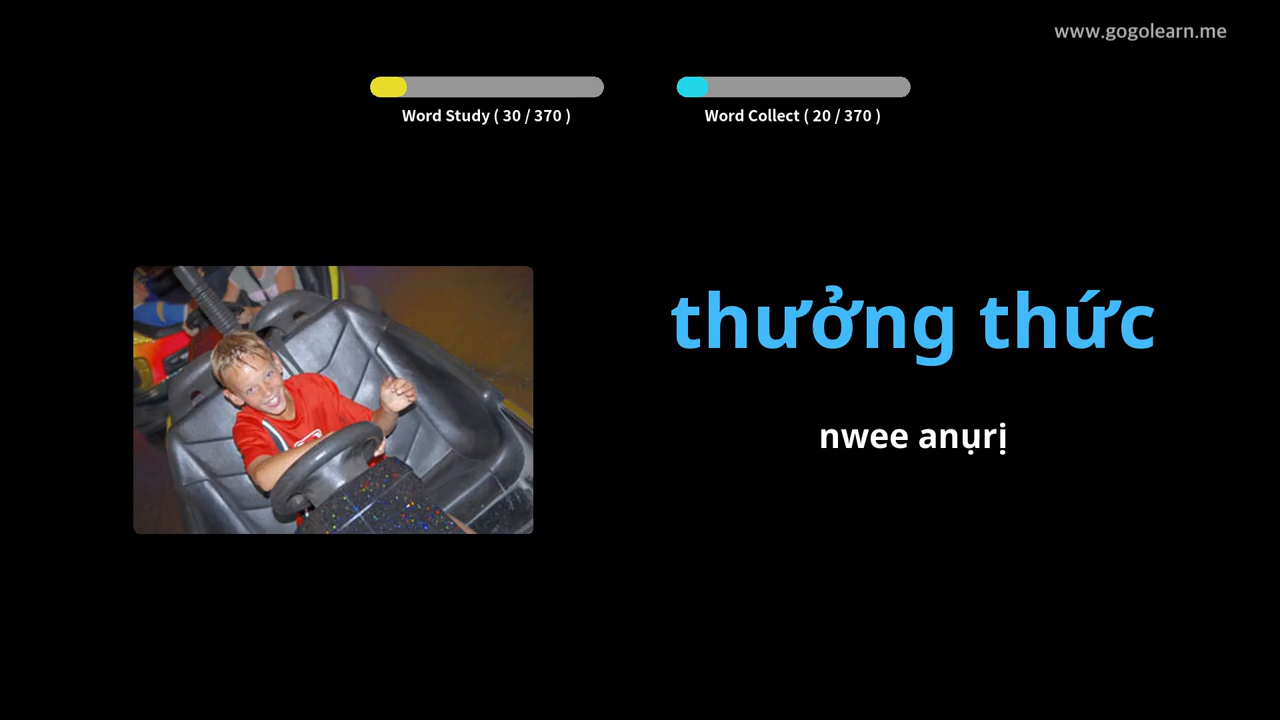 www.gogolearn.me
Word Study ( 30 / 370 )
Word Collect ( 20 / 370 )
thưởng thức
nwee anụrị